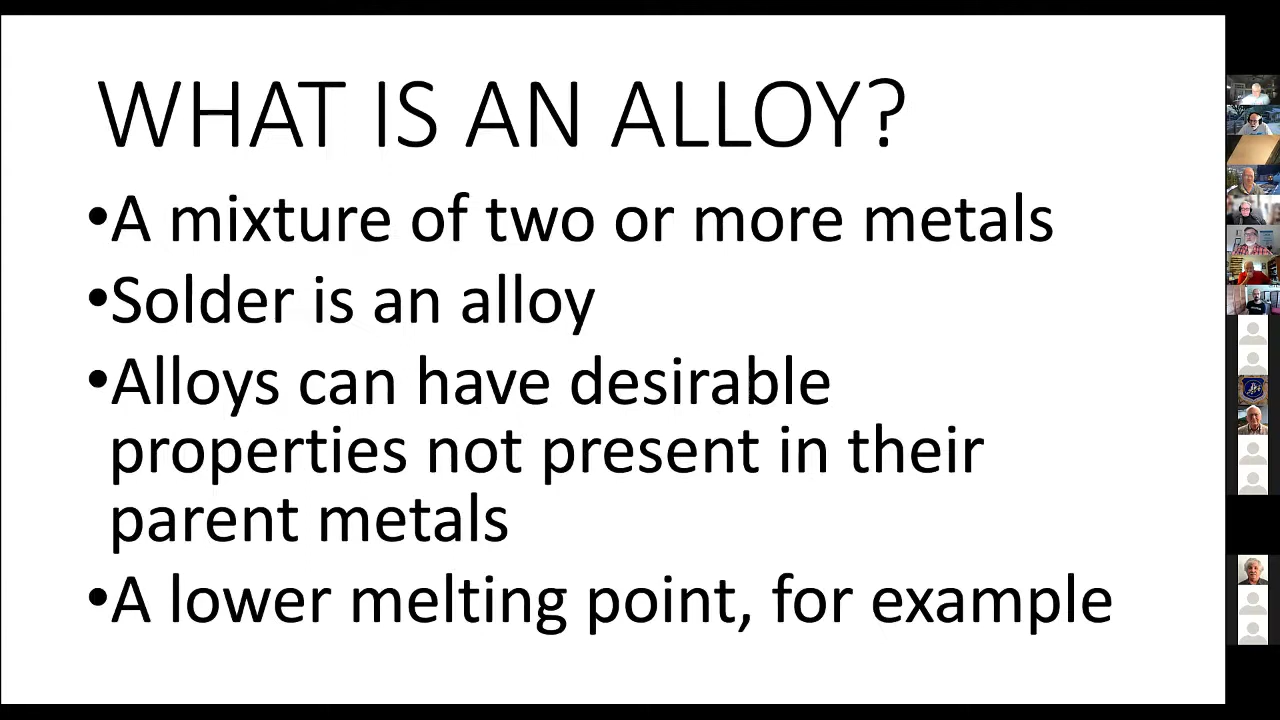 WHAT IS AN ALLOY?
•A mixture of two or more metals
•Solder is an alloy
•Alloys can have desirable
properties not present in their
parent metals
•A lower melting point, for example